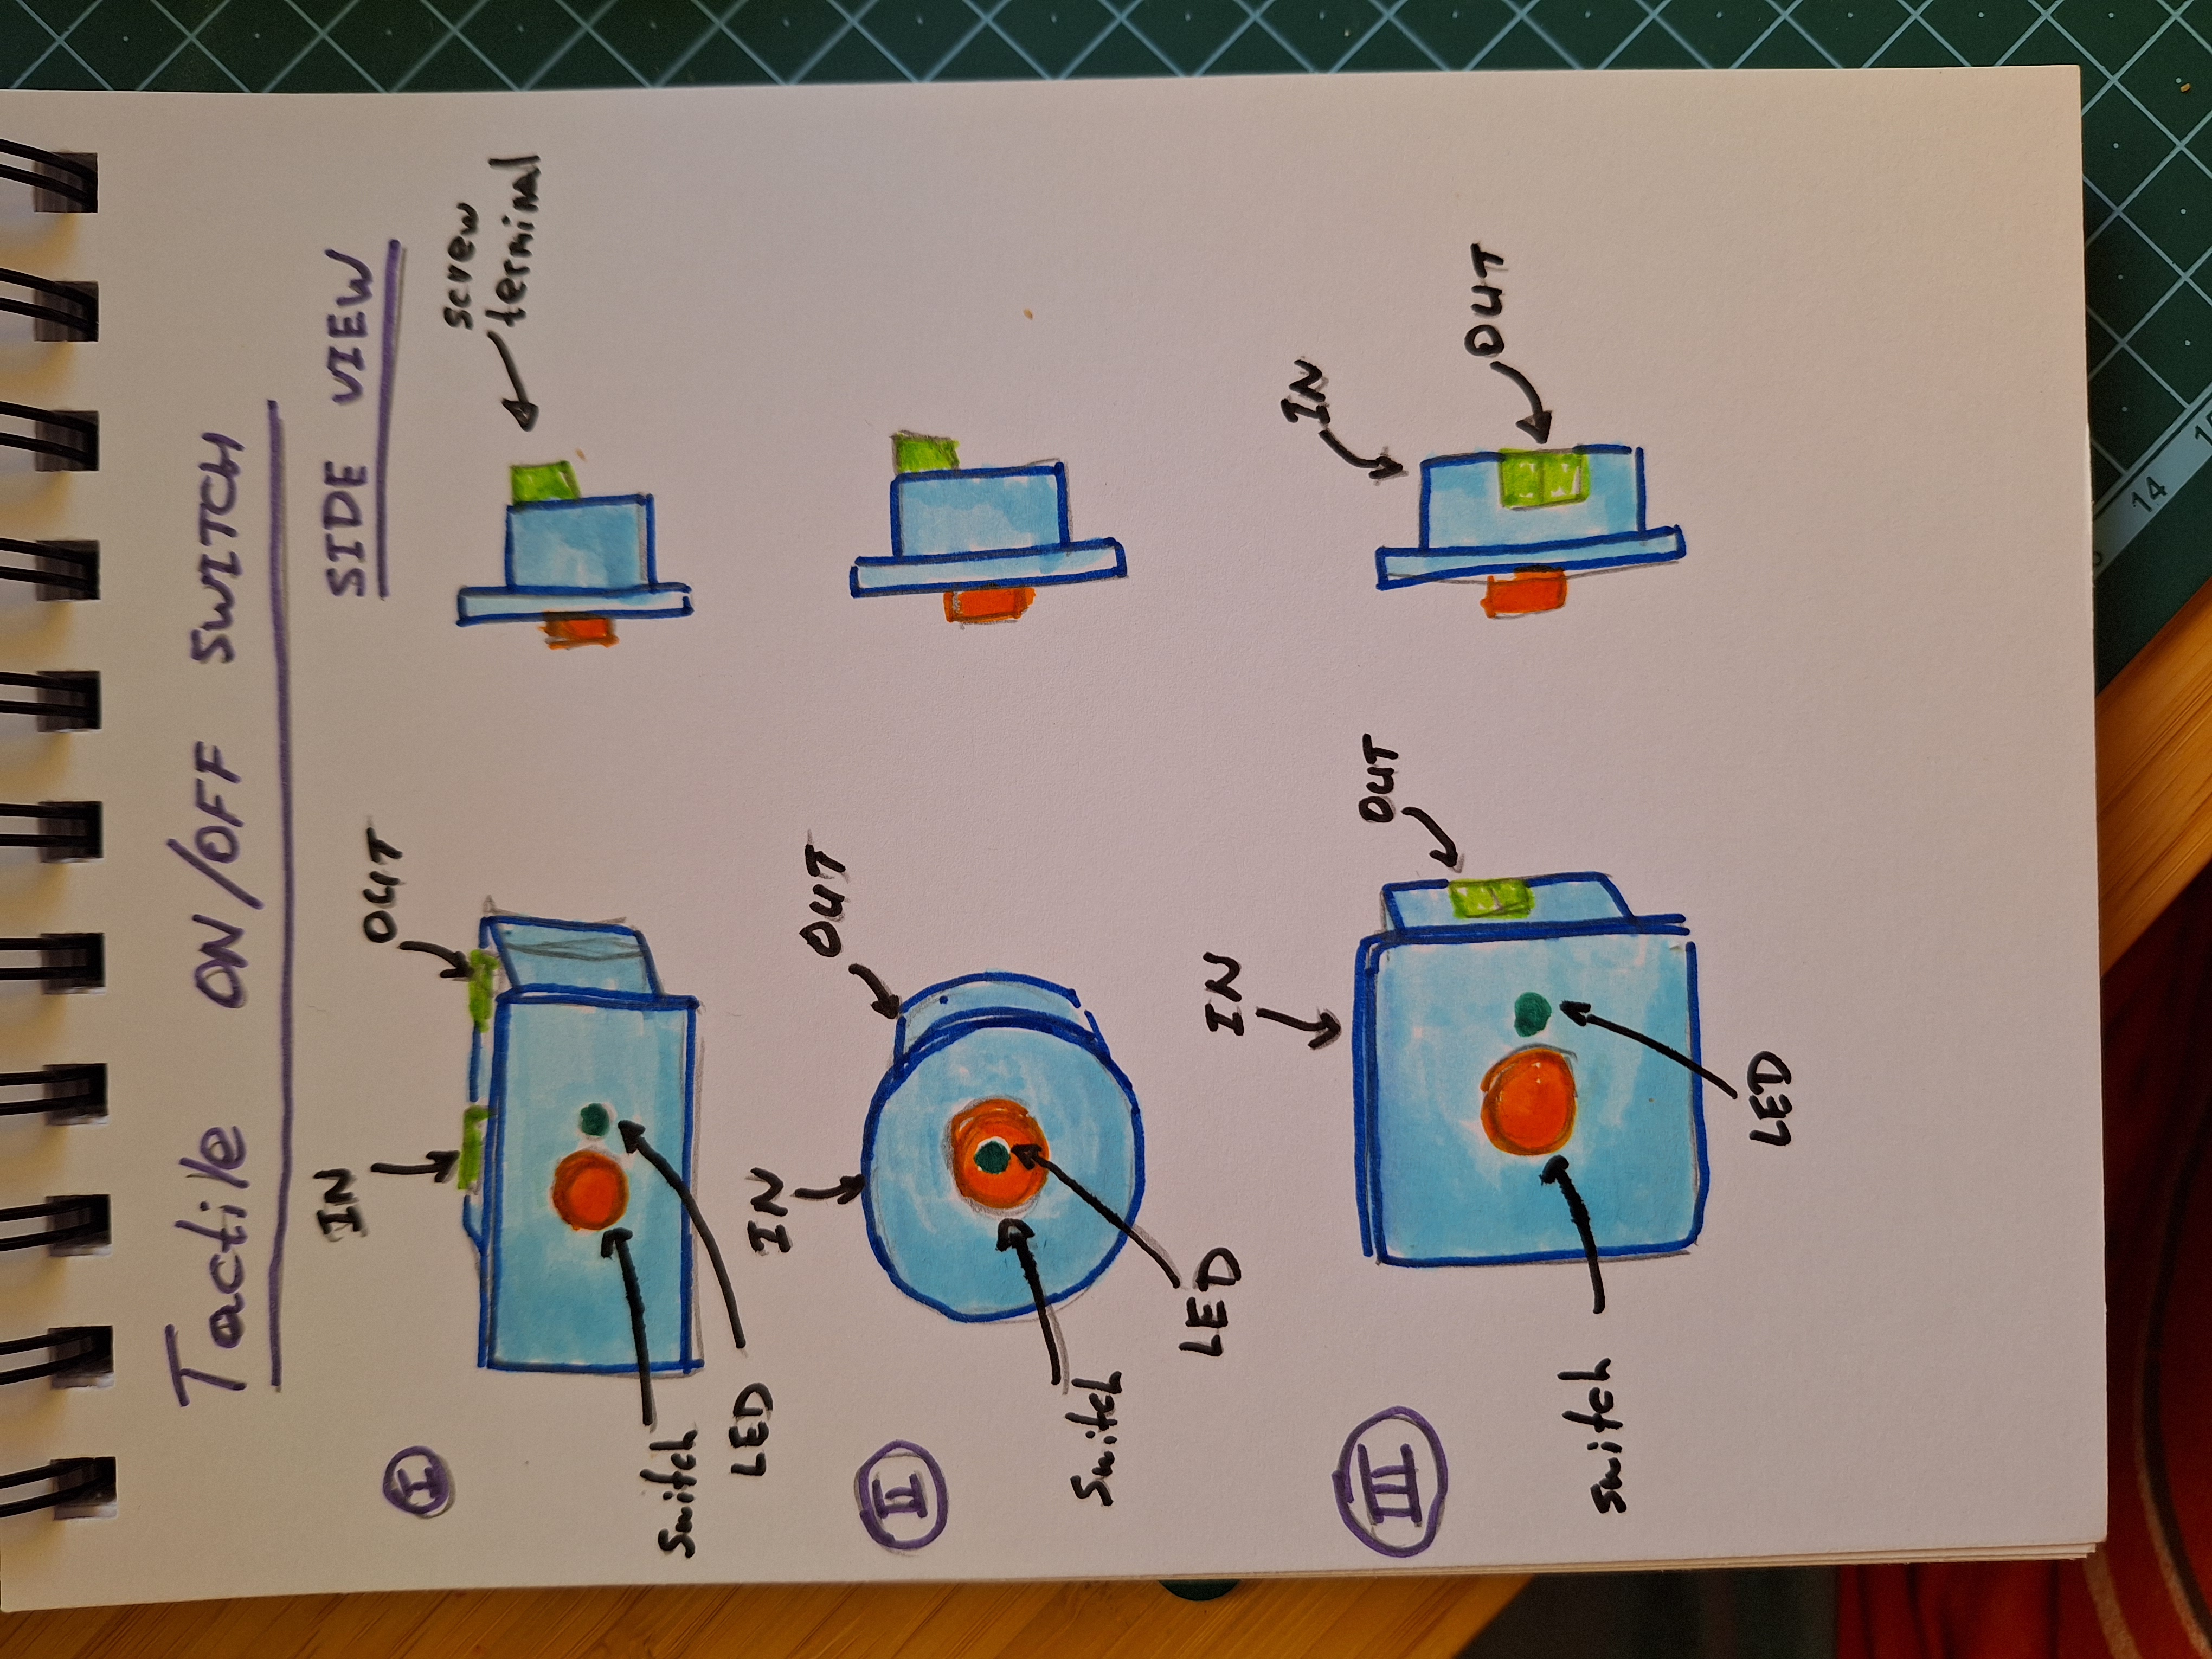 Tactile ON/OFF SWITCH
SIDE VIEW
I
IN
OUT
screw
terminal
Switch
LED
II
IN
OUT
Switch
LED
III
IN
OUT
switch
LED
IN
OUT
14